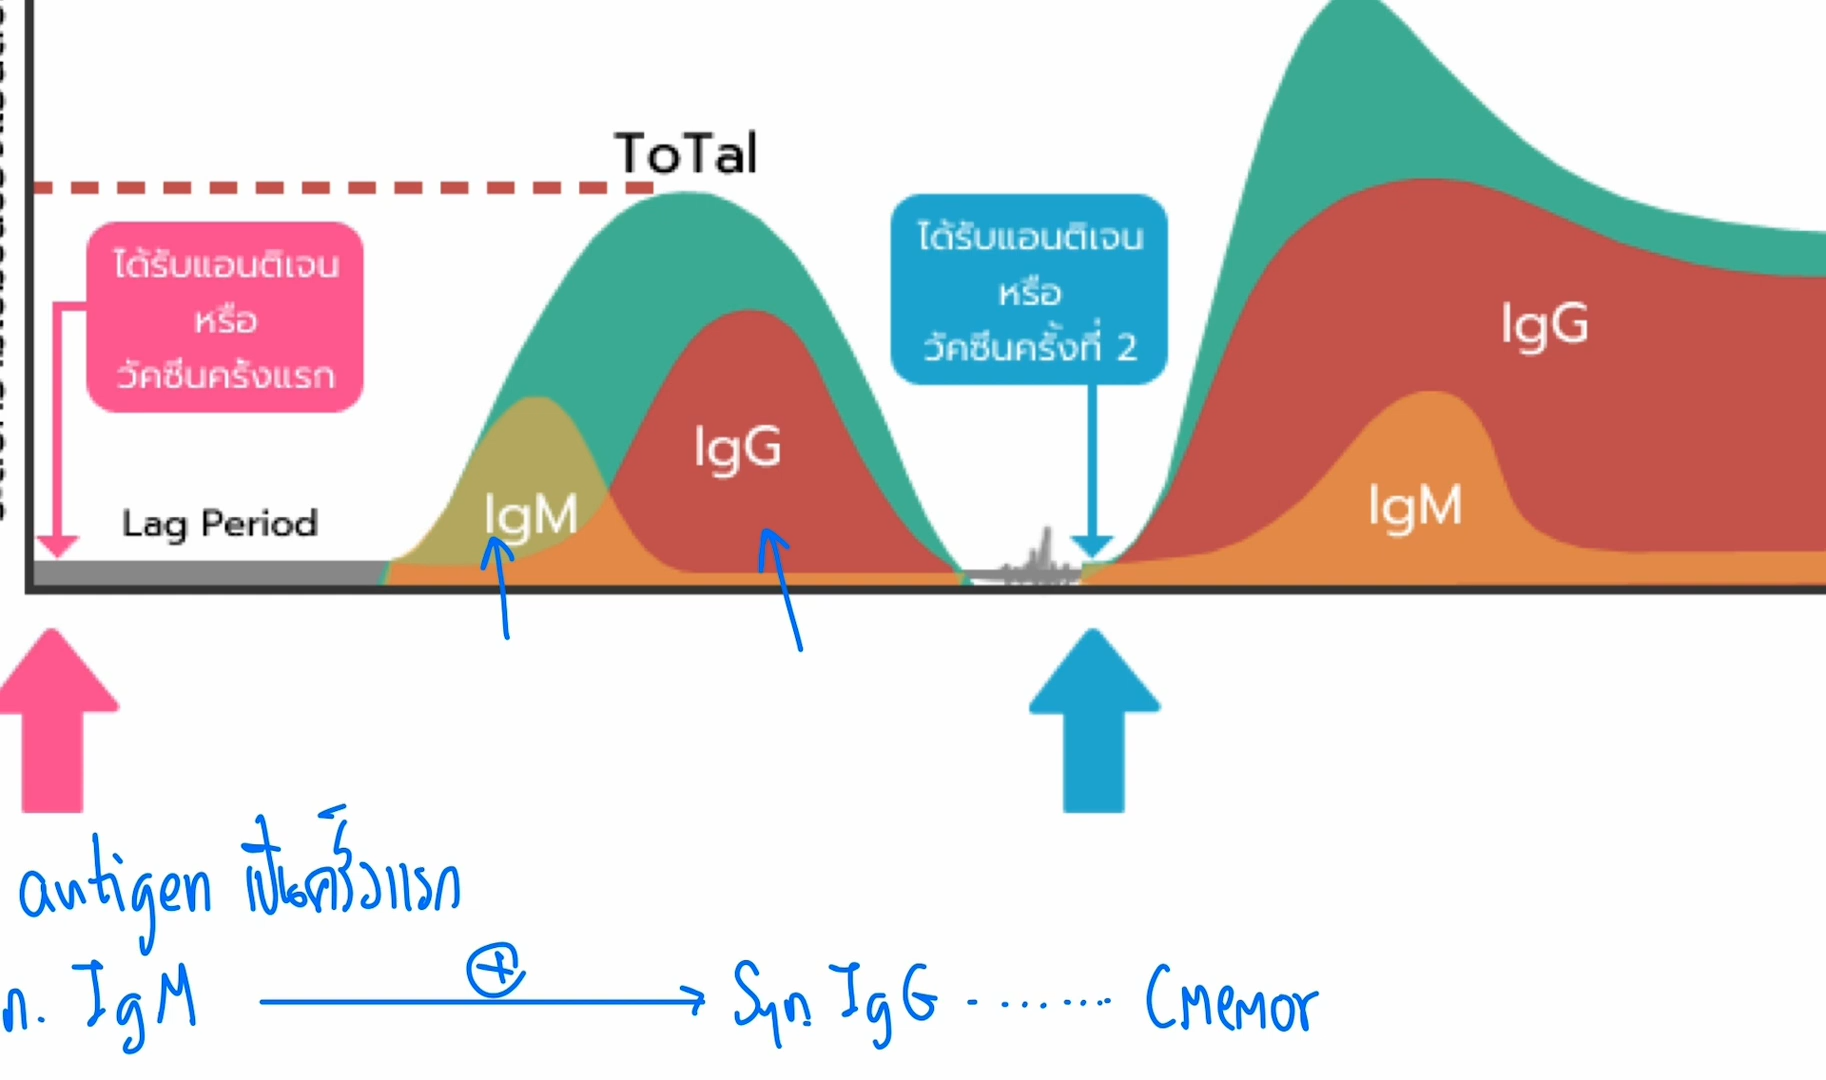 ToTal
ได้รับแอนติเจน
หรือ
วัคซีนครั้งแรก
ได้รับแอนติเจน
หรือ
วัคซีนครั้งที่ 2
Lag Period
IgM
IgG
IgG
IgM
antigen เป็นครั้งแรก
n. IgM ⊕ → Syn. IgG ....... (Memor